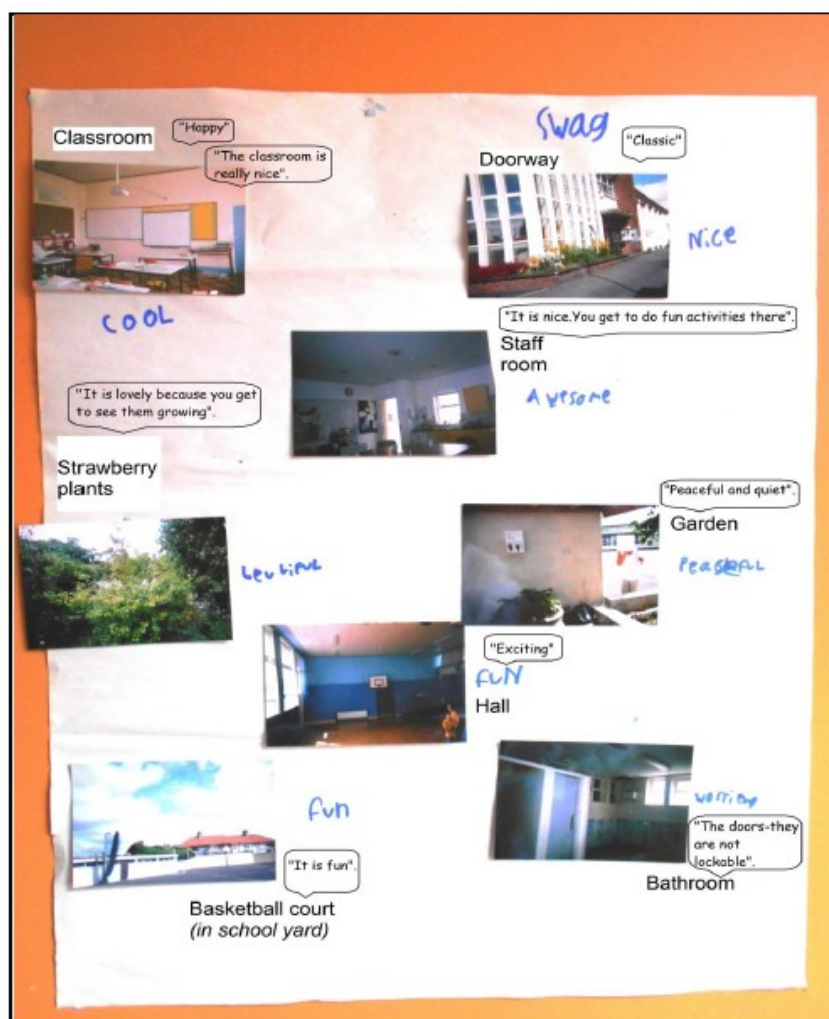 Classroom
"Happy"
"The classroom is
really nice".
COOL
Swag
Doorway
"Classic"
Nice
"It is nice.You get to do fun activities there".
Staff
room
Awesome
"It is lovely because you get
to see them growing".
Strawberry
plants
beutiful
"Peaceful and quiet".
Garden
"Exciting"
FUN
Hall
Fun
"It is fun".
Basketball court
(in school yard)
"The doors-they
are not
lockable".
Bathroom